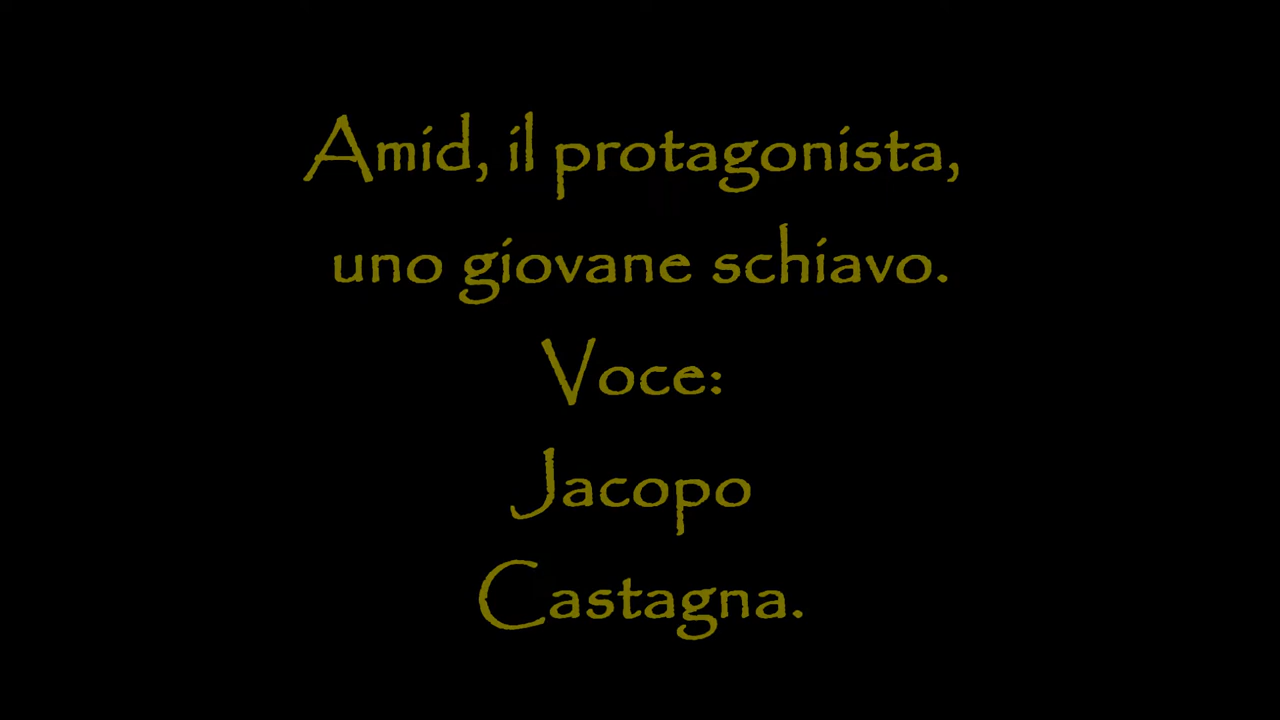 Amid, il protagonista,
uno giovane schiavo.
Voce:
Jacopo
Castagna.